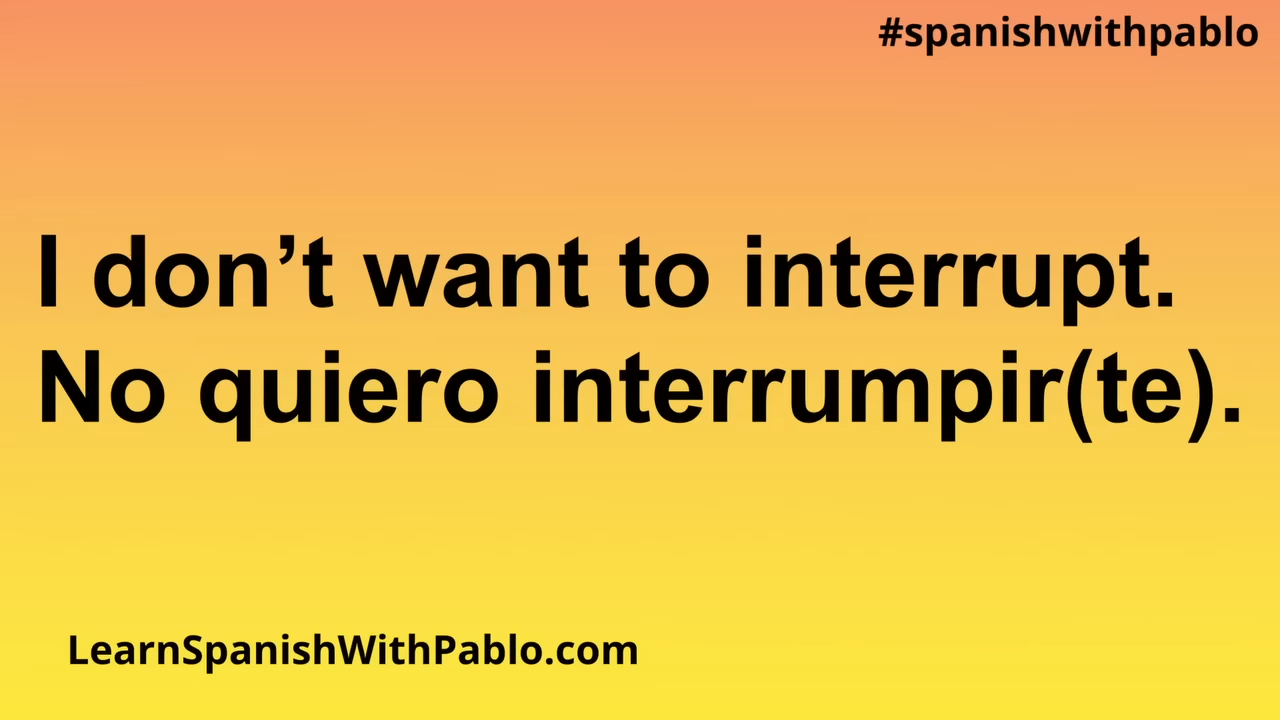 #spanishwithpablo
I don’t want to interrupt.
No quiero interrumpir(te).
LearnSpanishWithPablo.com